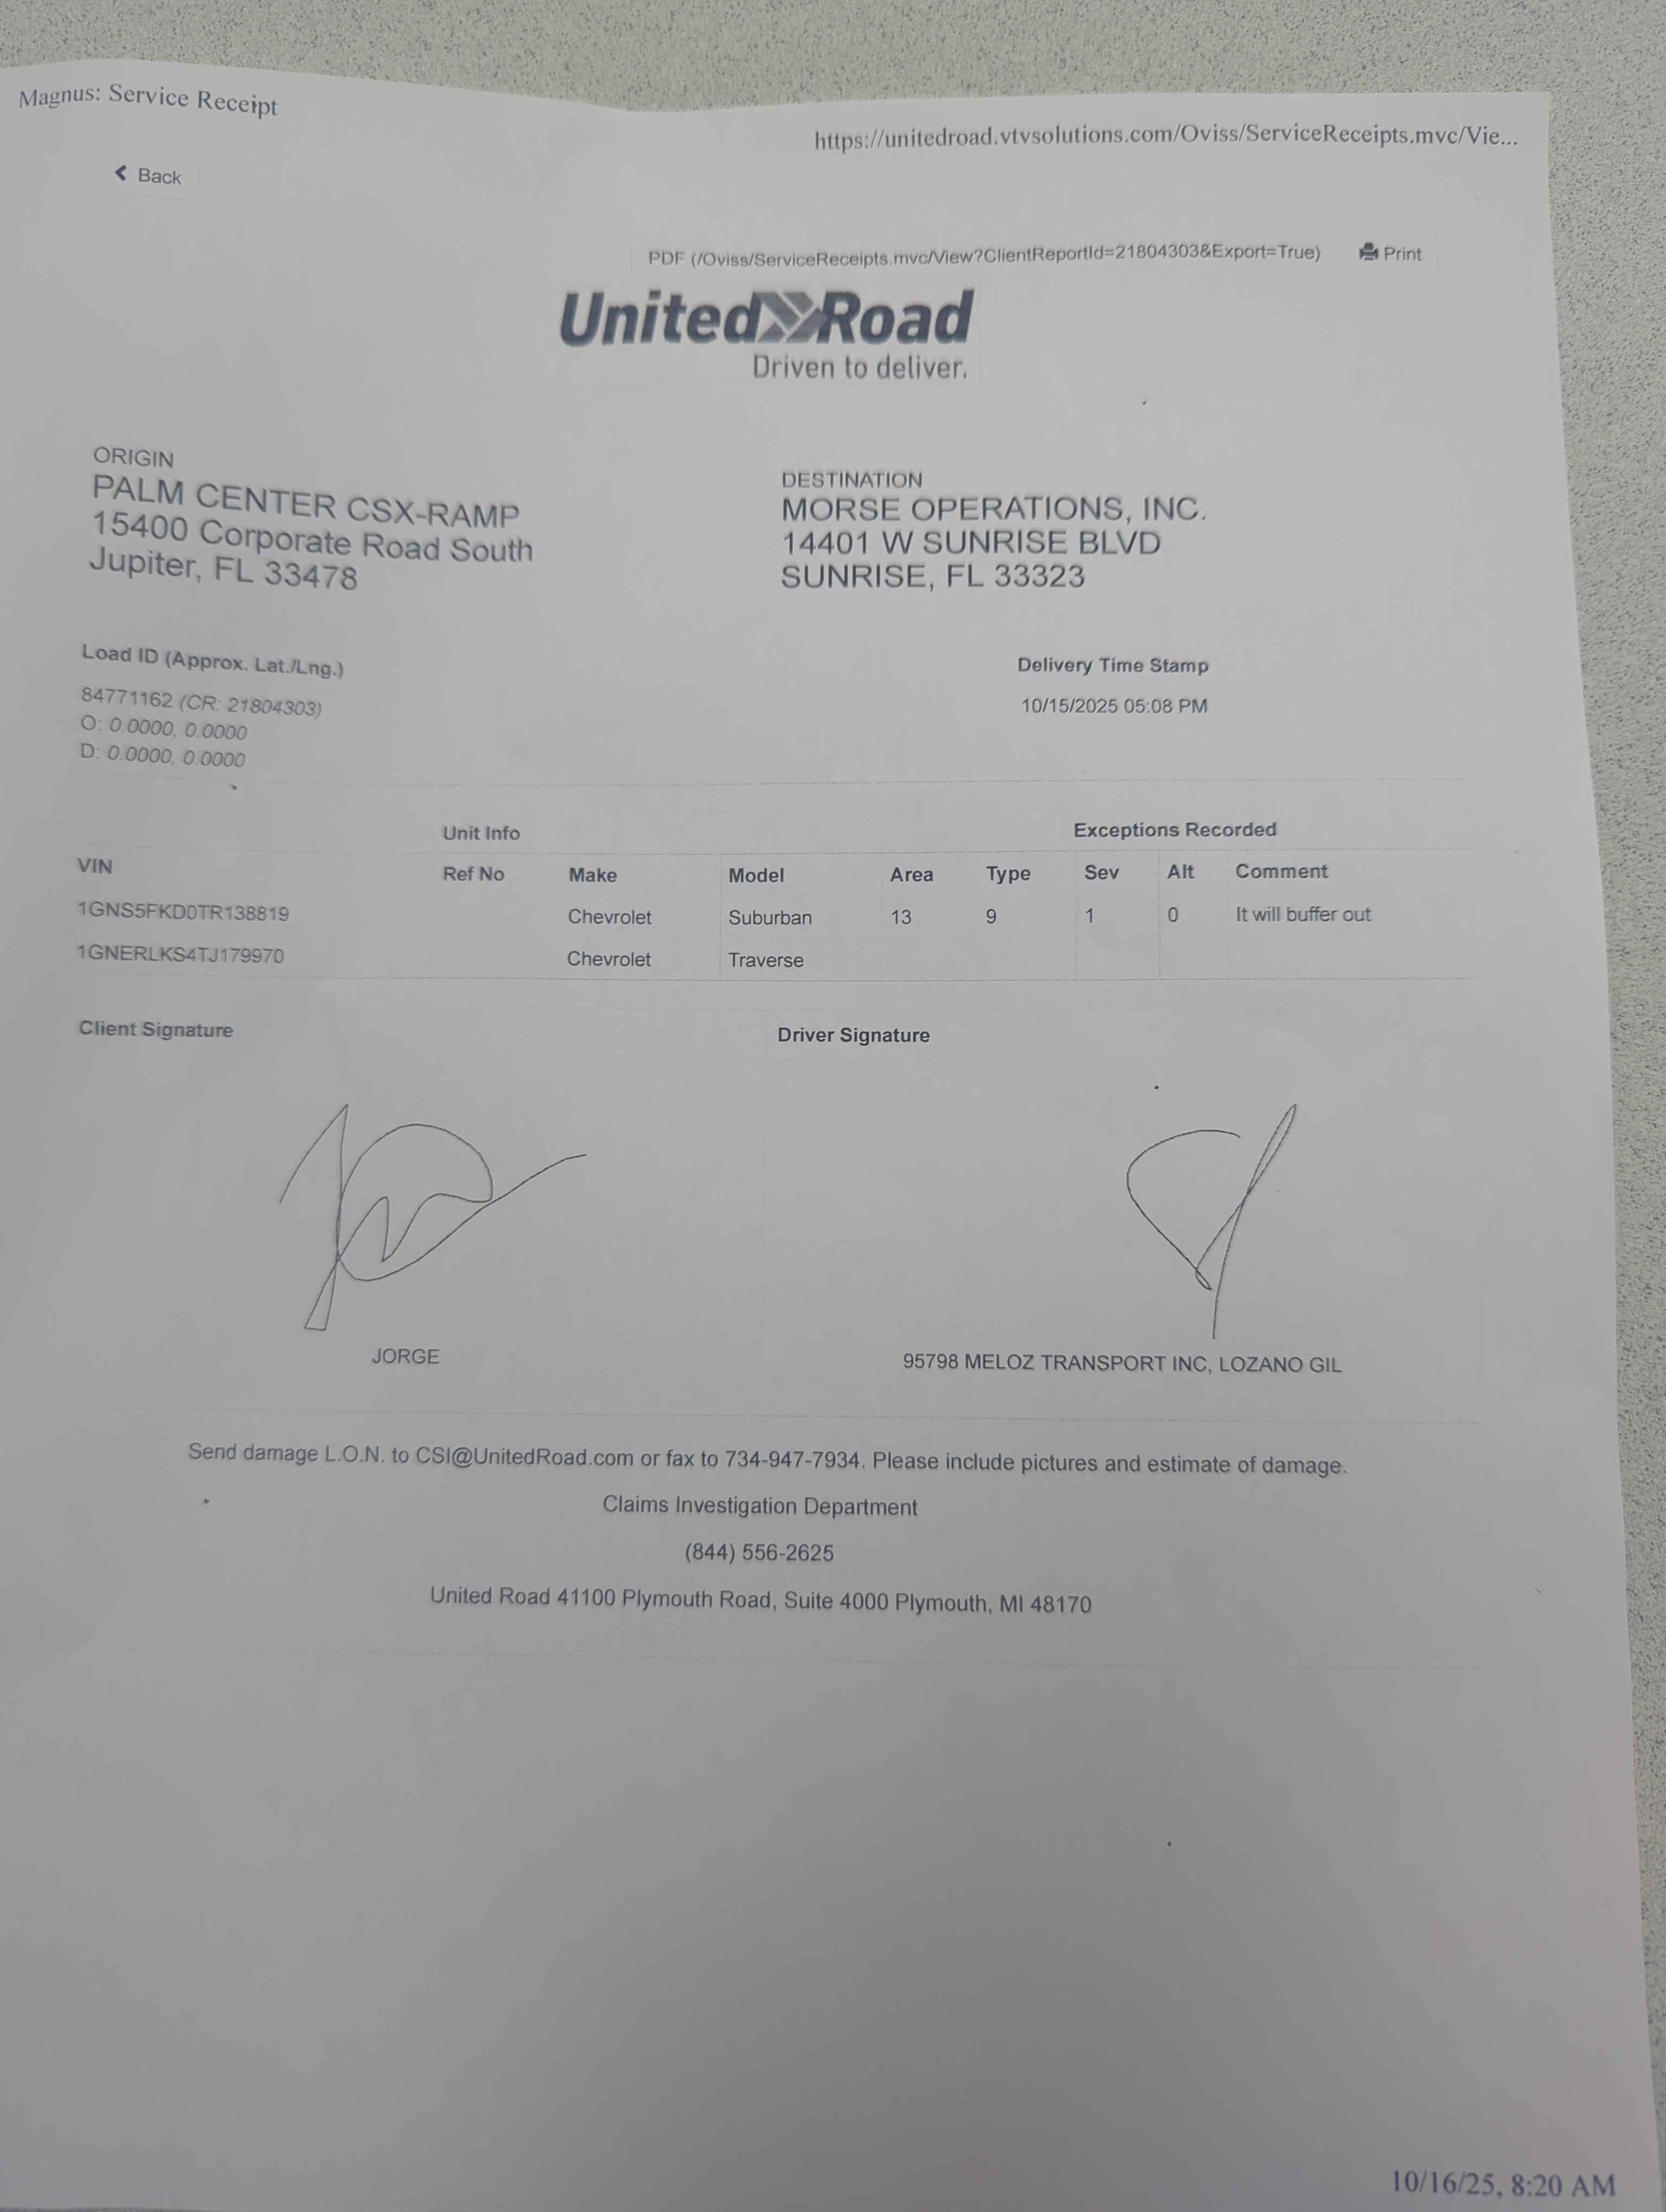 Magnus: Service Receipt
https://unitedroad.vtvsolutions.com/Oviss/ServiceReceipts.mvc/Vie...
Back
PDF (/Oviss/ServiceReceipts.mvc/View?ClientReportId=21804303&Export=True) Print
United Road
Driven to deliver.
ORIGIN
PALM CENTER CSX-RAMP
15400 Corporate Road South
Jupiter, FL 33478
DESTINATION
MORSE OPERATIONS, INC.
14401 W SUNRISE BLVD
SUNRISE, FL 33323
Load ID (Approx. Lat./Lng.)
84771162 (CR: 21804303)
O: 0.0000, 0.0000
D: 0.0000, 0.0000
Delivery Time Stamp
10/15/2025 05:08 PM
Unit Info Exceptions Recorded
VIN Ref No Make Model Area Type Sev Alt Comment
1GNS5FKD0TR138819 Chevrolet Suburban 13 9 1 0 It will buffer out
1GNERLKS4TJ179970 Chevrolet Traverse
Client Signature Driver Signature
JORGE 95798 MELOZ TRANSPORT INC, LOZANO GIL
Send damage L.O.N. to CSI@UnitedRoad.com or fax to 734-947-7934. Please include pictures and estimate of damage.
Claims Investigation Department
(844) 556-2625
United Road 41100 Plymouth Road, Suite 4000 Plymouth, MI 48170
10/16/25, 8:20 AM